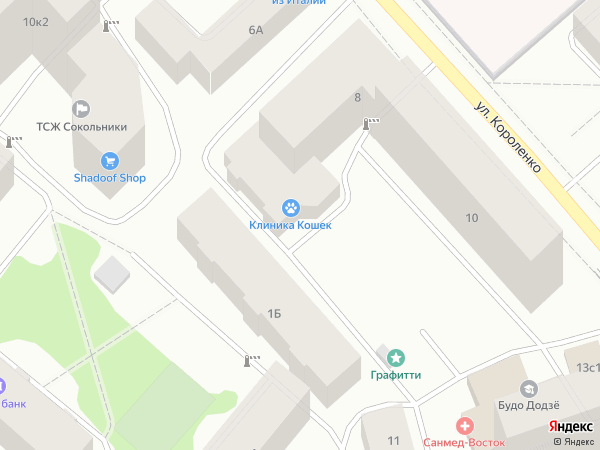 из Италии
10к2
6А
8
ул. Короленко
ТСЖ Сокольники
Shadoof Shop
Клиника Кошек
10
1Б
Графитти
13с1
банк
Будо Додзё
11
Санмед-Восток
Яндекс